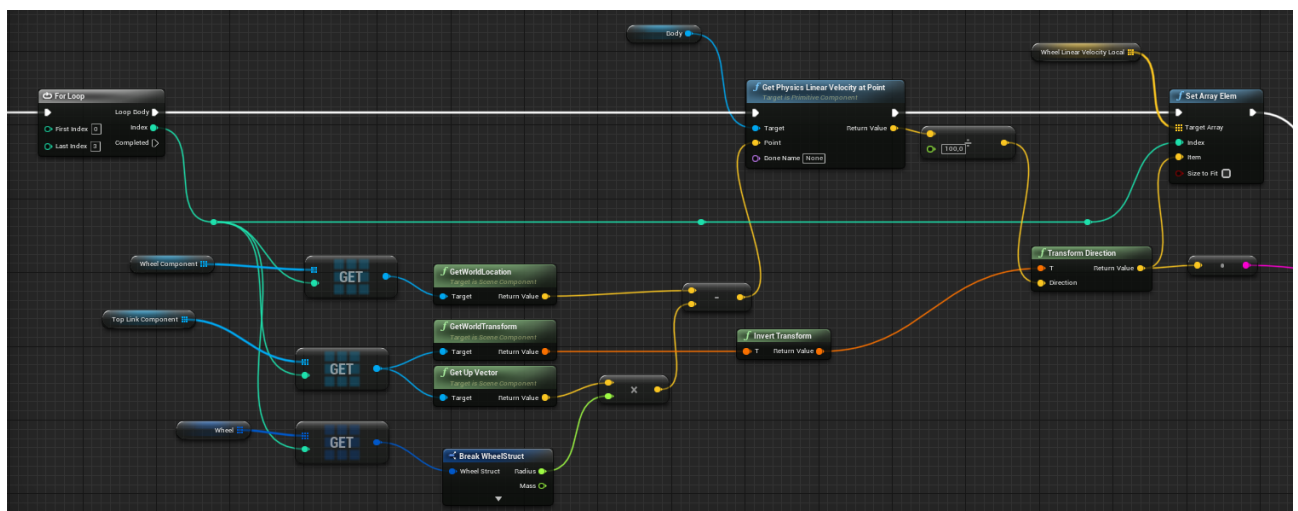 Body
Wheel Linear Velocity Local
For Loop
Loop Body
First Index 0
Index
Last Index 3
Completed
Get Physics Linear Velocity at Point
Target is Primitive Component
Target
Return Value
Point
Bone Name None
100,0 ÷
Set Array Elem
Target Array
Index
Item
Size to Fit
Wheel Component
GET
GetWorldLocation
Target is Scene Component
Target
Return Value
-
Transform Direction
T
Return Value
Direction
Top Link Component
GET
GetWorldTransform
Target is Scene Component
Target
Return Value
Invert Transform
T
Return Value
Get Up Vector
Target is Scene Component
Target
Return Value
×
Wheel
GET
Break WheelStruct
Wheel Struct
Radius
Mass